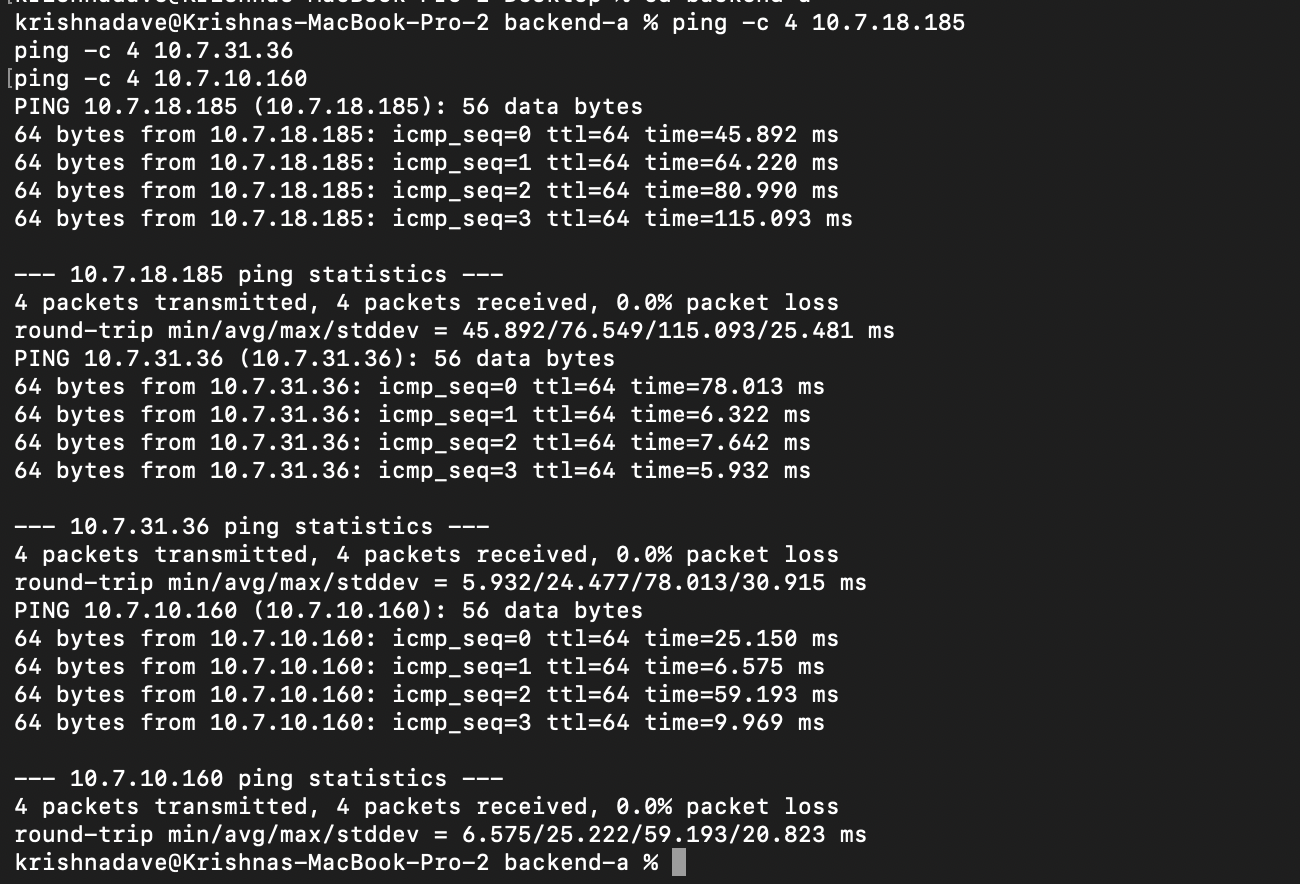 krishnadave@Krishnas-MacBook-Pro-2 backend-a % ping -c 4 10.7.18.185
ping -c 4 10.7.31.36
[ping -c 4 10.7.10.160
PING 10.7.18.185 (10.7.18.185): 56 data bytes
64 bytes from 10.7.18.185: icmp_seq=0 ttl=64 time=45.892 ms
64 bytes from 10.7.18.185: icmp_seq=1 ttl=64 time=64.220 ms
64 bytes from 10.7.18.185: icmp_seq=2 ttl=64 time=80.990 ms
64 bytes from 10.7.18.185: icmp_seq=3 ttl=64 time=115.093 ms
--- 10.7.18.185 ping statistics ---
4 packets transmitted, 4 packets received, 0.0% packet loss
round-trip min/avg/max/stddev = 45.892/76.549/115.093/25.481 ms
PING 10.7.31.36 (10.7.31.36): 56 data bytes
64 bytes from 10.7.31.36: icmp_seq=0 ttl=64 time=78.013 ms
64 bytes from 10.7.31.36: icmp_seq=1 ttl=64 time=6.322 ms
64 bytes from 10.7.31.36: icmp_seq=2 ttl=64 time=7.642 ms
64 bytes from 10.7.31.36: icmp_seq=3 ttl=64 time=5.932 ms
--- 10.7.31.36 ping statistics ---
4 packets transmitted, 4 packets received, 0.0% packet loss
round-trip min/avg/max/stddev = 5.932/24.477/78.013/30.915 ms
PING 10.7.10.160 (10.7.10.160): 56 data bytes
64 bytes from 10.7.10.160: icmp_seq=0 ttl=64 time=25.150 ms
64 bytes from 10.7.10.160: icmp_seq=1 ttl=64 time=6.575 ms
64 bytes from 10.7.10.160: icmp_seq=2 ttl=64 time=59.193 ms
64 bytes from 10.7.10.160: icmp_seq=3 ttl=64 time=9.969 ms
--- 10.7.10.160 ping statistics ---
4 packets transmitted, 4 packets received, 0.0% packet loss
round-trip min/avg/max/stddev = 6.575/25.222/59.193/20.823 ms
krishnadave@Krishnas-MacBook-Pro-2 backend-a %